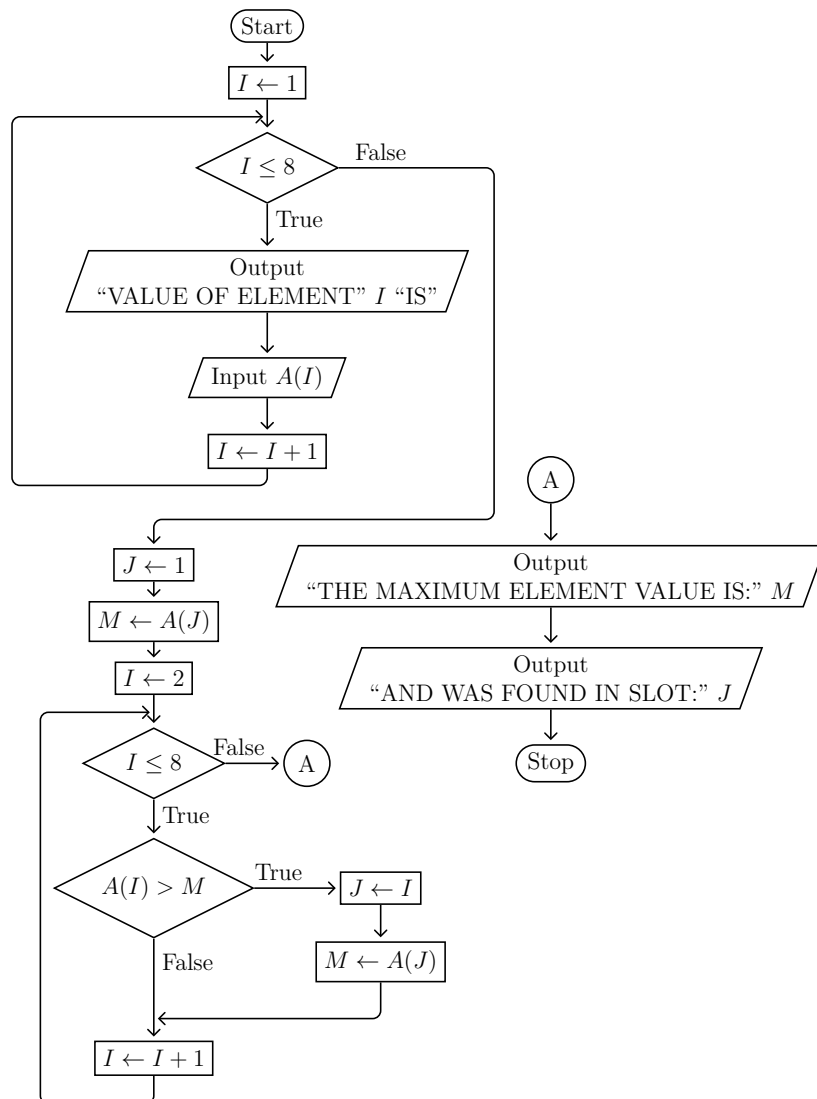 Start
I ← 1
I ≤ 8
False
True
Output
“VALUE OF ELEMENT” I “IS”
Input A(I)
I ← I + 1
J ← 1
M ← A(J)
I ← 2
I ≤ 8
False
A
True
A(I) > M
True
J ← I
M ← A(J)
False
I ← I + 1
A
Output
“THE MAXIMUM ELEMENT VALUE IS:” M
Output
“AND WAS FOUND IN SLOT:” J
Stop